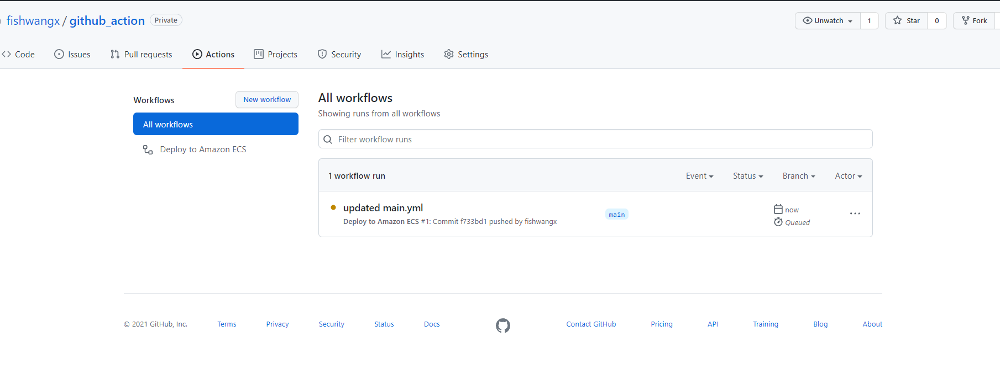 fishwangx / github_action Private
Unwatch 1 Star 0 Fork
Code Issues Pull requests Actions Projects Security Insights Settings
Workflows
New workflow
All workflows
Deploy to Amazon ECS
All workflows
Showing runs from all workflows
Filter workflow runs
1 workflow run Event Status Branch Actor
updated main.yml
Deploy to Amazon ECS #1: Commit f733bd1 pushed by fishwangx
main
now
Queued
© 2021 GitHub, Inc. Terms Privacy Security Status Docs Contact GitHub Pricing API Training Blog About